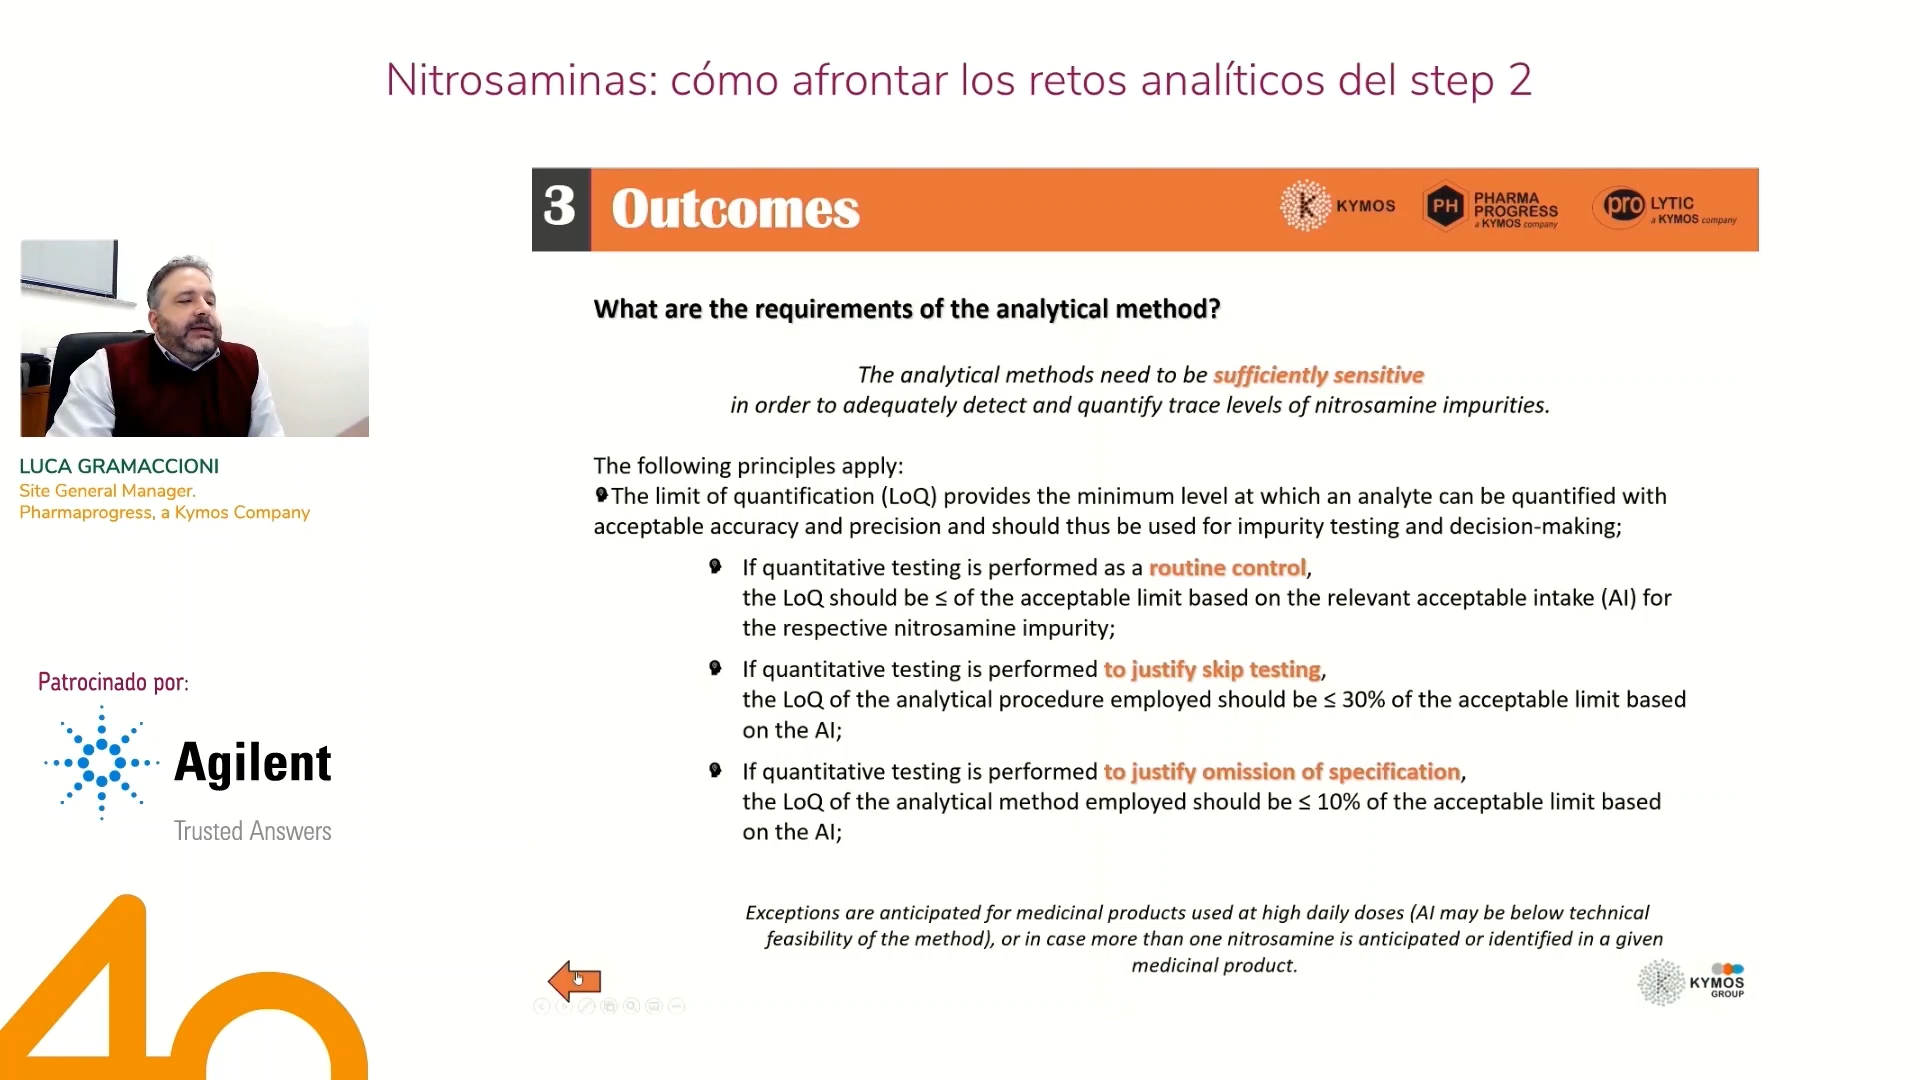 Nitrosaminas: cómo afrontar los retos analíticos del step 2
3 Outcomes
KYMOS
PH PHARMA PROGRESS a KYMOS company
pro LYTIC a KYMOS company
What are the requirements of the analytical method?
The analytical methods need to be sufficiently sensitive
in order to adequately detect and quantify trace levels of nitrosamine impurities.
The following principles apply:
The limit of quantification (LoQ) provides the minimum level at which an analyte can be quantified with
acceptable accuracy and precision and should thus be used for impurity testing and decision-making;
If quantitative testing is performed as a routine control,
the LoQ should be ≤ of the acceptable limit based on the relevant acceptable intake (AI) for
the respective nitrosamine impurity;
If quantitative testing is performed to justify skip testing,
the LoQ of the analytical procedure employed should be ≤ 30% of the acceptable limit based
on the AI;
If quantitative testing is performed to justify omission of specification,
the LoQ of the analytical method employed should be ≤ 10% of the acceptable limit based
on the AI;
Exceptions are anticipated for medicinal products used at high daily doses (AI may be below technical
feasibility of the method), or in case more than one nitrosamine is anticipated or identified in a given
medicinal product.
KYMOS
GROUP
LUCA GRAMACCIONI
Site General Manager.
Pharmaprogress, a Kymos Company
Patrocinado por:
Agilent
Trusted Answers
40